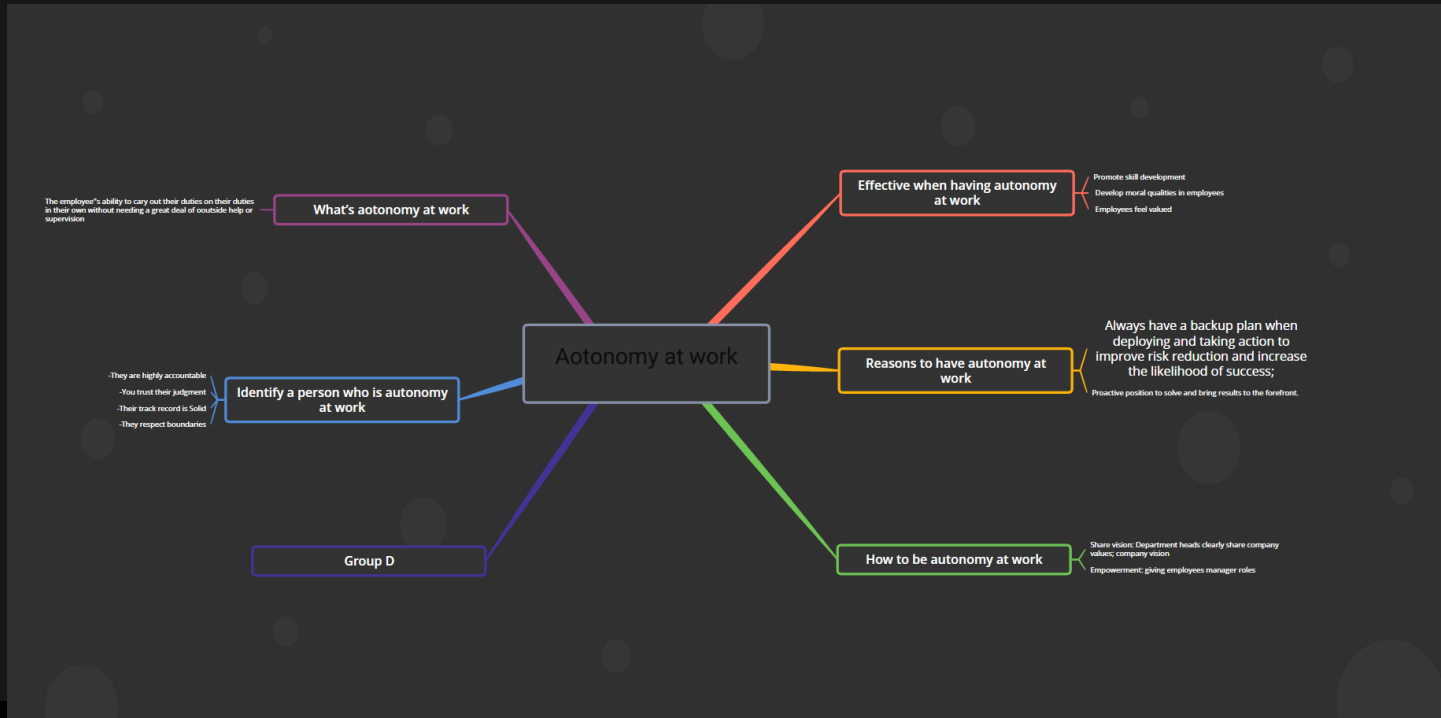 What's aotonomy at work
The employee"s ability to cary out their duties on their duties
in their own without needing a great deal of ooutside help or
supervision
Identify a person who is autonomy
at work
-They are highly accountable
-You trust their judgment
-Their track record is Solid
-They respect boundaries
Group D
Aotonomy at work
Effective when having autonomy
at work
Promote skill development
Develop moral qualities in employees
Employees feel valued
Reasons to have autonomy at
work
Always have a backup plan when
deploying and taking action to
improve risk reduction and increase
the likelihood of success;
Proactive position to solve and bring results to the forefront.
How to be autonomy at work
Share vision; Department heads clearly share company
values; company vision
Empowerment: giving employees manager roles